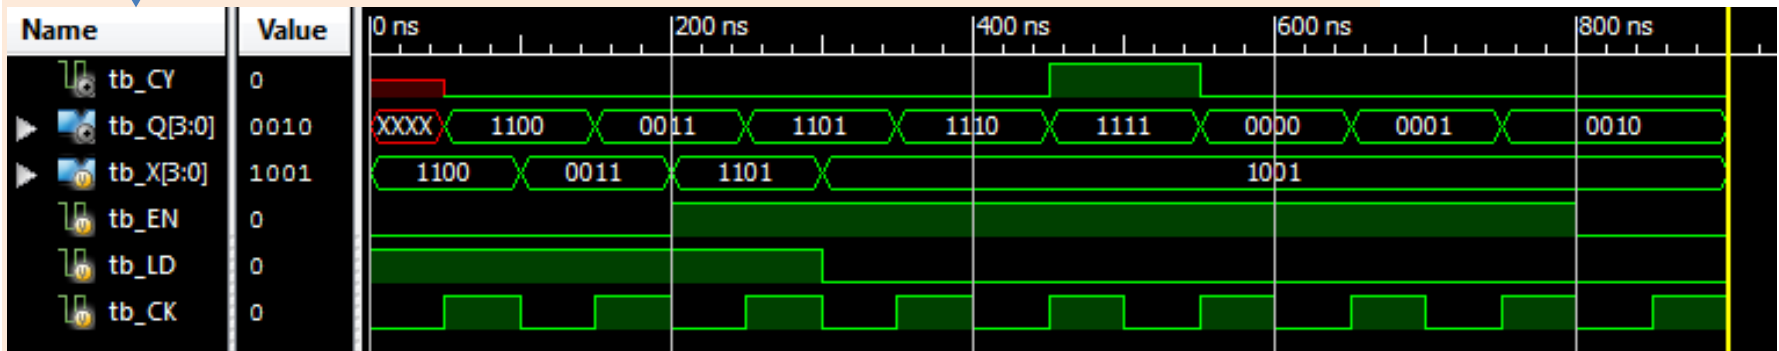 Name Value 0 ns 200 ns 400 ns 600 ns 800 ns
tb_CY 0
tb_Q[3:0] 0010 XXXX 1100 0011 1101 1110 1111 0000 0001 0010
tb_X[3:0] 1001 1100 0011 1101 1001
tb_EN 0
tb_LD 0
tb_CK 0